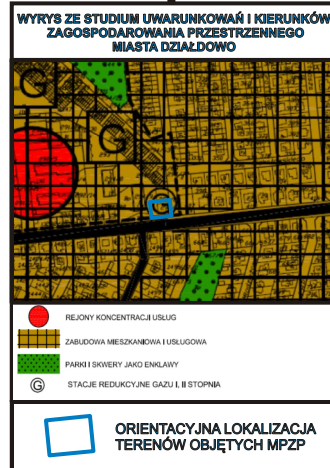 WYRYS ZE STUDIUM UWARUNKOWAŃ I KIERUNKÓW
ZAGOSPODAROWANIA PRZESTRZENNEGO
MIASTA DZIAŁDOWO
G
G
G
REJONY KONCENTRACJI USŁUG
ZABUDOWA MIESZKANIOWA I USŁUGOWA
PARKI I SKWERY JAKO ENKLAWY
G STACJE REDUKCYJNE GAZU I, II STOPNIA
ORIENTACYJNA LOKALIZACJA
TERENÓW OBJĘTYCH MPZP